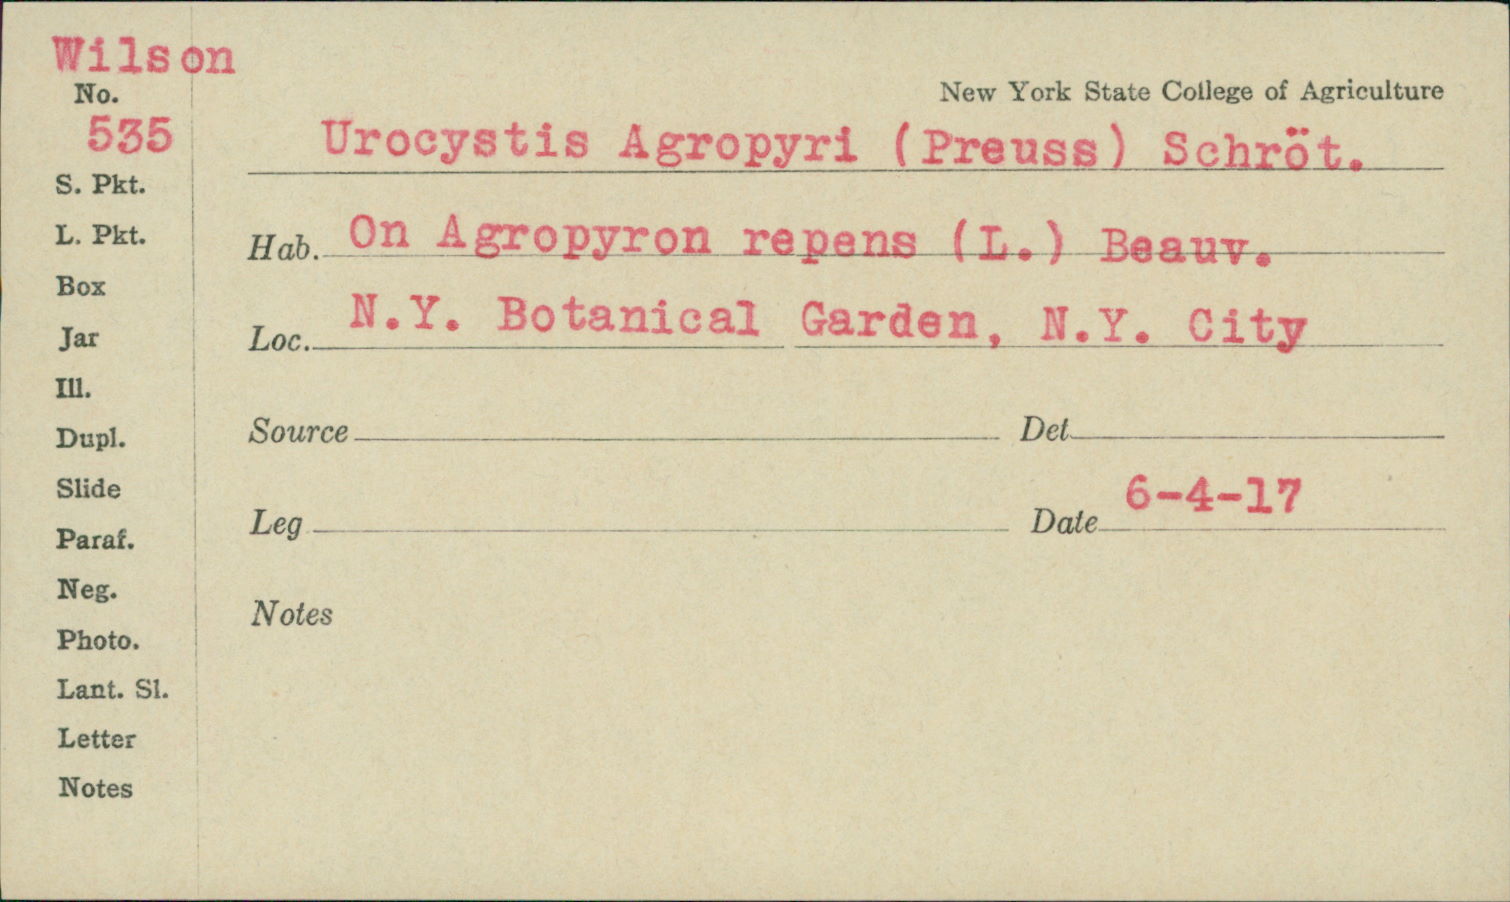 Wilson
No.
535
New York State College of Agriculture
Urocystis Agropyri (Preuss) Schröt.
S. Pkt.
L. Pkt.
Box
Jar
Ill.
Dupl.
Slide
Paraf.
Neg.
Photo.
Lant. Sl.
Letter
Notes
Hab. On Agropyron repens (L.) Beauv.
Loc. N.Y. Botanical Garden, N.Y. City
Source Det.
Leg Date 6-4-17
Notes